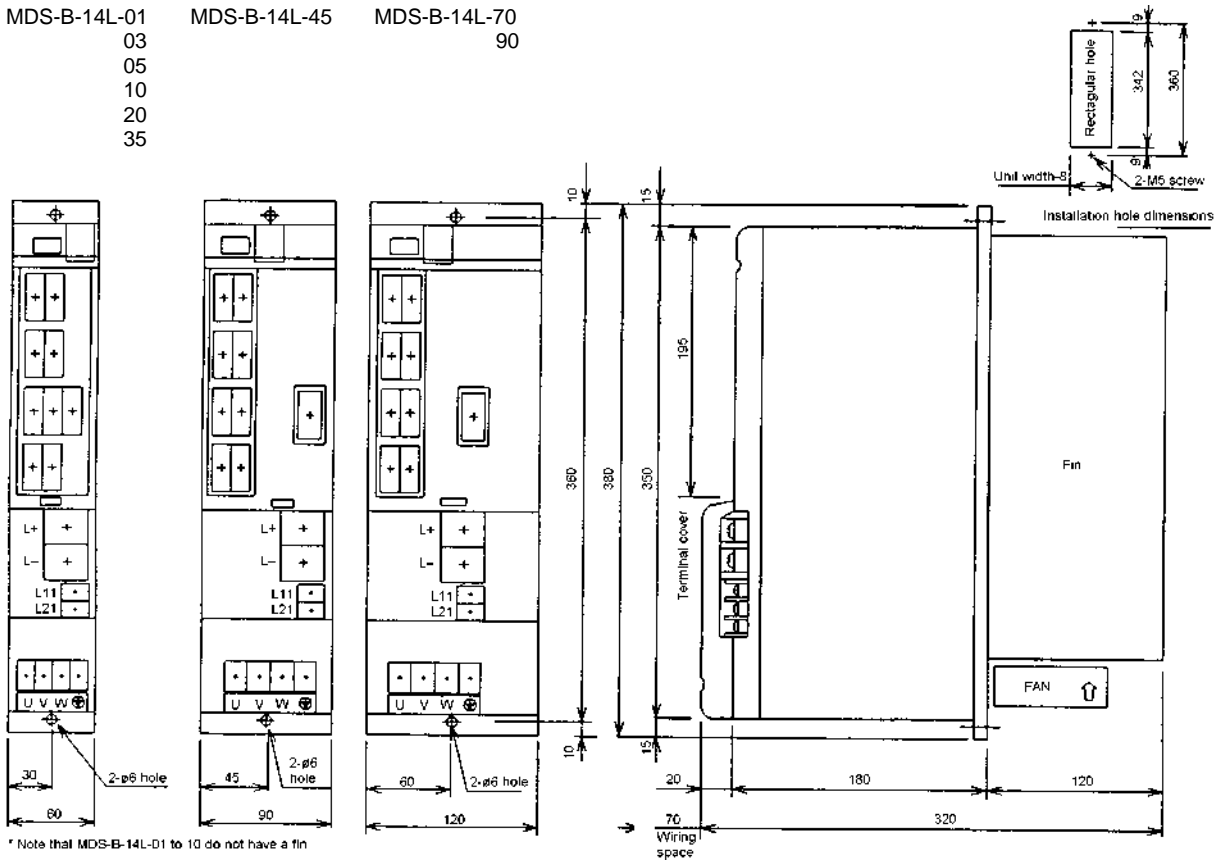 MDS-B-14L-01 MDS-B-14L-45 MDS-B-14L-70
03 90
05
10
20
35
9
Rectagular hole
342
360
9
Unit width-8
2-M5 screw
Installation hole dimensions
10
15
195
360
380
350
Terminal cover
Fin
FAN
L+
L−
L11
L21
U V W
L+
L−
L11
L21
U V W
L+
L−
L11
L21
U V W
10
15
30
2-ø6 hole
60
45
2-ø6
hole
90
60
2-ø6 hole
120
20
180
120
70
320
Wiring
space
* Note that MDS-B-14L-01 to 10 do not have a fin